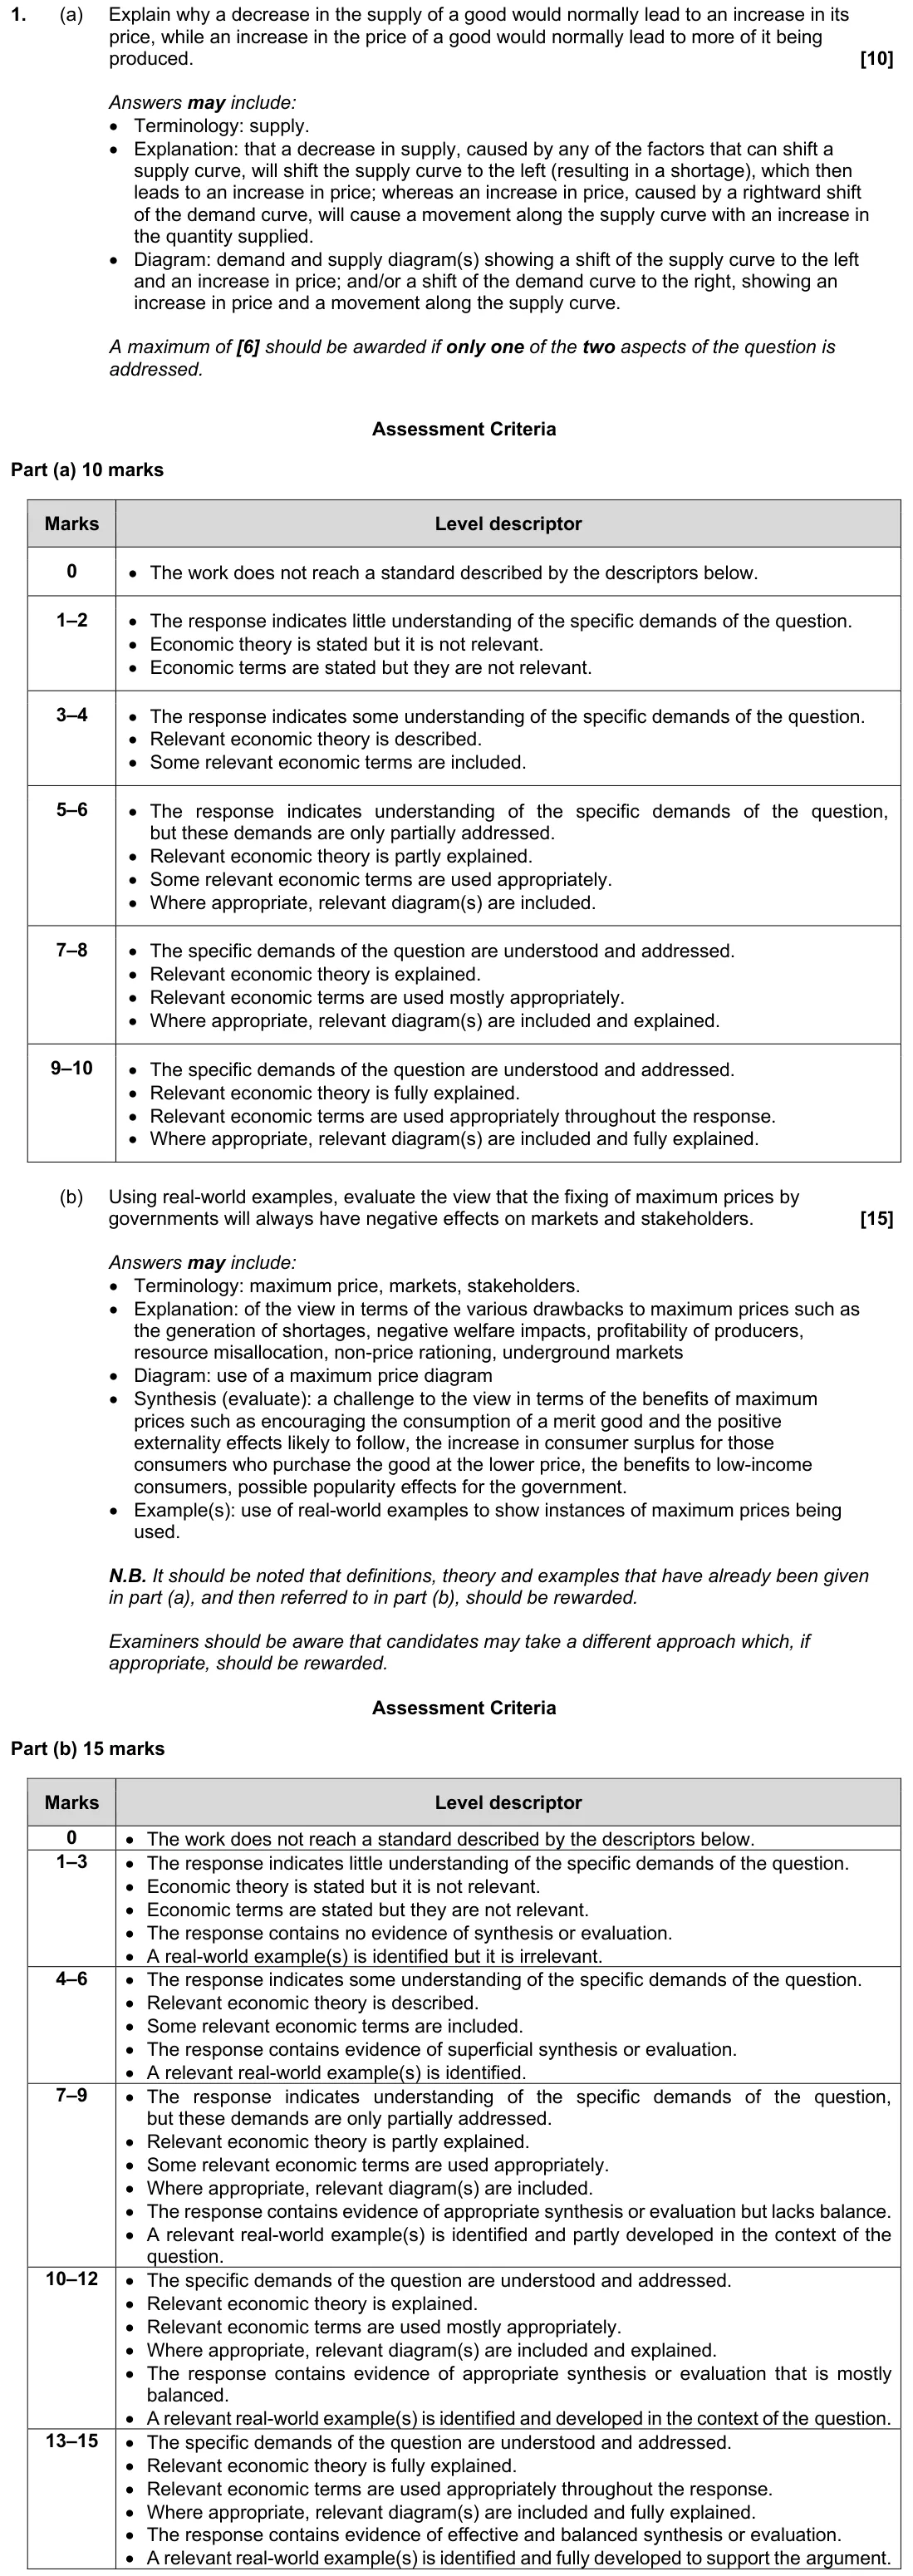 1. (a) Explain why a decrease in the supply of a good would normally lead to an increase in its
price, while an increase in the price of a good would normally lead to more of it being
produced. [10]
Answers may include:
• Terminology: supply.
• Explanation: that a decrease in supply, caused by any of the factors that can shift a
supply curve, will shift the supply curve to the left (resulting in a shortage), which then
leads to an increase in price; whereas an increase in price, caused by a rightward shift
of the demand curve, will cause a movement along the supply curve with an increase in
the quantity supplied.
• Diagram: demand and supply diagram(s) showing a shift of the supply curve to the left
and an increase in price; and/or a shift of the demand curve to the right, showing an
increase in price and a movement along the supply curve.
A maximum of [6] should be awarded if only one of the two aspects of the question is
addressed.
Assessment Criteria
Part (a) 10 marks
Marks Level descriptor
0 • The work does not reach a standard described by the descriptors below.
1–2 • The response indicates little understanding of the specific demands of the question.
• Economic theory is stated but it is not relevant.
• Economic terms are stated but they are not relevant.
3–4 • The response indicates some understanding of the specific demands of the question.
• Relevant economic theory is described.
• Some relevant economic terms are included.
5–6 • The response indicates understanding of the specific demands of the question,
but these demands are only partially addressed.
• Relevant economic theory is partly explained.
• Some relevant economic terms are used appropriately.
• Where appropriate, relevant diagram(s) are included.
7–8 • The specific demands of the question are understood and addressed.
• Relevant economic theory is explained.
• Relevant economic terms are used mostly appropriately.
• Where appropriate, relevant diagram(s) are included and explained.
9–10 • The specific demands of the question are understood and addressed.
• Relevant economic theory is fully explained.
• Relevant economic terms are used appropriately throughout the response.
• Where appropriate, relevant diagram(s) are included and fully explained.
(b) Using real-world examples, evaluate the view that the fixing of maximum prices by
governments will always have negative effects on markets and stakeholders. [15]
Answers may include:
• Terminology: maximum price, markets, stakeholders.
• Explanation: of the view in terms of the various drawbacks to maximum prices such as
the generation of shortages, negative welfare impacts, profitability of producers,
resource misallocation, non-price rationing, underground markets
• Diagram: use of a maximum price diagram
• Synthesis (evaluate): a challenge to the view in terms of the benefits of maximum
prices such as encouraging the consumption of a merit good and the positive
externality effects likely to follow, the increase in consumer surplus for those
consumers who purchase the good at the lower price, the benefits to low-income
consumers, possible popularity effects for the government.
• Example(s): use of real-world examples to show instances of maximum prices being
used.
N.B. It should be noted that definitions, theory and examples that have already been given
in part (a), and then referred to in part (b), should be rewarded.
Examiners should be aware that candidates may take a different approach which, if
appropriate, should be rewarded.
Assessment Criteria
Part (b) 15 marks
Marks Level descriptor
0 • The work does not reach a standard described by the descriptors below.
1–3 • The response indicates little understanding of the specific demands of the question.
• Economic theory is stated but it is not relevant.
• Economic terms are stated but they are not relevant.
• The response contains no evidence of synthesis or evaluation.
• A real-world example(s) is identified but it is irrelevant.
4–6 • The response indicates some understanding of the specific demands of the question.
• Relevant economic theory is described.
• Some relevant economic terms are included.
• The response contains evidence of superficial synthesis or evaluation.
• A relevant real-world example(s) is identified.
7–9 • The response indicates understanding of the specific demands of the question,
but these demands are only partially addressed.
• Relevant economic theory is partly explained.
• Some relevant economic terms are used appropriately.
• Where appropriate, relevant diagram(s) are included.
• The response contains evidence of appropriate synthesis or evaluation but lacks balance.
• A relevant real-world example(s) is identified and partly developed in the context of the
question.
10–12 • The specific demands of the question are understood and addressed.
• Relevant economic theory is explained.
• Relevant economic terms are used mostly appropriately.
• Where appropriate, relevant diagram(s) are included and explained.
• The response contains evidence of appropriate synthesis or evaluation that is mostly
balanced.
• A relevant real-world example(s) is identified and developed in the context of the question.
13–15 • The specific demands of the question are understood and addressed.
• Relevant economic theory is fully explained.
• Relevant economic terms are used appropriately throughout the response.
• Where appropriate, relevant diagram(s) are included and fully explained.
• The response contains evidence of effective and balanced synthesis or evaluation.
• A relevant real-world example(s) is identified and fully developed to support the argument.